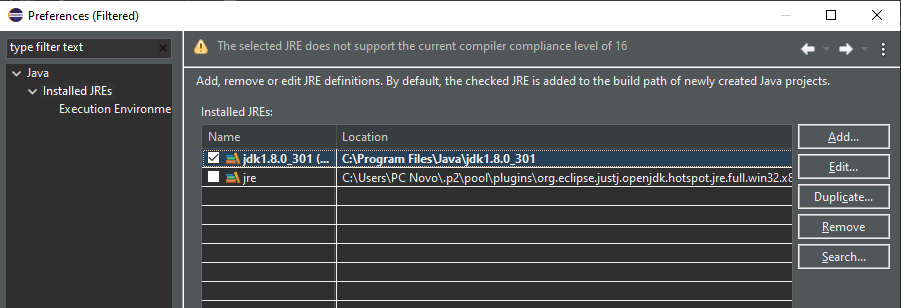 Preferences (Filtered)
type filter text
The selected JRE does not support the current compiler compliance level of 16
Java
Installed JREs
Execution Environme
Add, remove or edit JRE definitions. By default, the checked JRE is added to the build path of newly created Java projects.
Installed JREs:
Name Location
jdk1.8.0_301 (... C:\Program Files\Java\jdk1.8.0_301
jre C:\Users\PC Novo\.p2\pool\plugins\org.eclipse.justj.openjdk.hotspot.jre.full.win32.x8
Add...
Edit...
Duplicate...
Remove
Search...